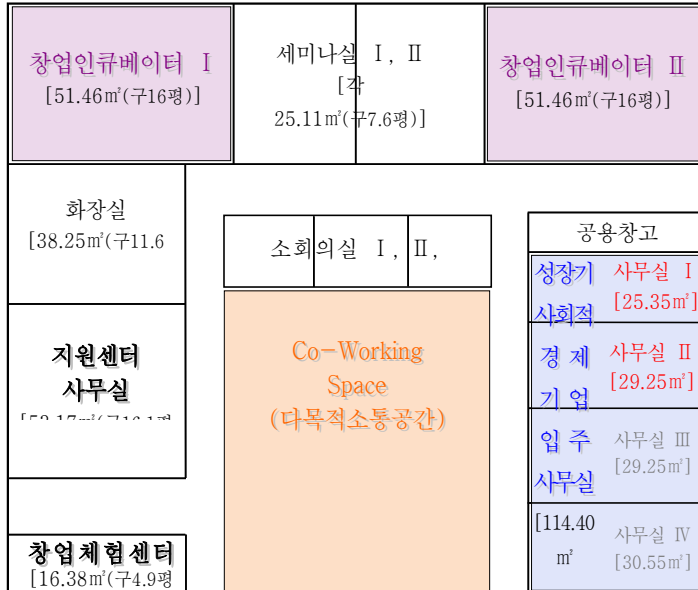 창업인큐베이터 Ⅰ
[51.46㎡(구16평)]
세미나실 Ⅰ, Ⅱ
[각
25.11㎡(구7.6평)]
창업인큐베이터 Ⅱ
[51.46㎡(구16평)]
화장실
[38.25㎡(구11.6
소회의실 Ⅰ, Ⅱ,
공용창고
지원센터
사무실
Co-Working
Space
(다목적소통공간)
성장기
사회적
경 제
기 업
입 주
사무실
[114.40
㎡
사무실 Ⅰ
[25.35㎡]
사무실 Ⅱ
[29.25㎡]
사무실 Ⅲ
[29.25㎡]
사무실 Ⅳ
[30.55㎡]
창업체험센터
[16.38㎡(구4.9평